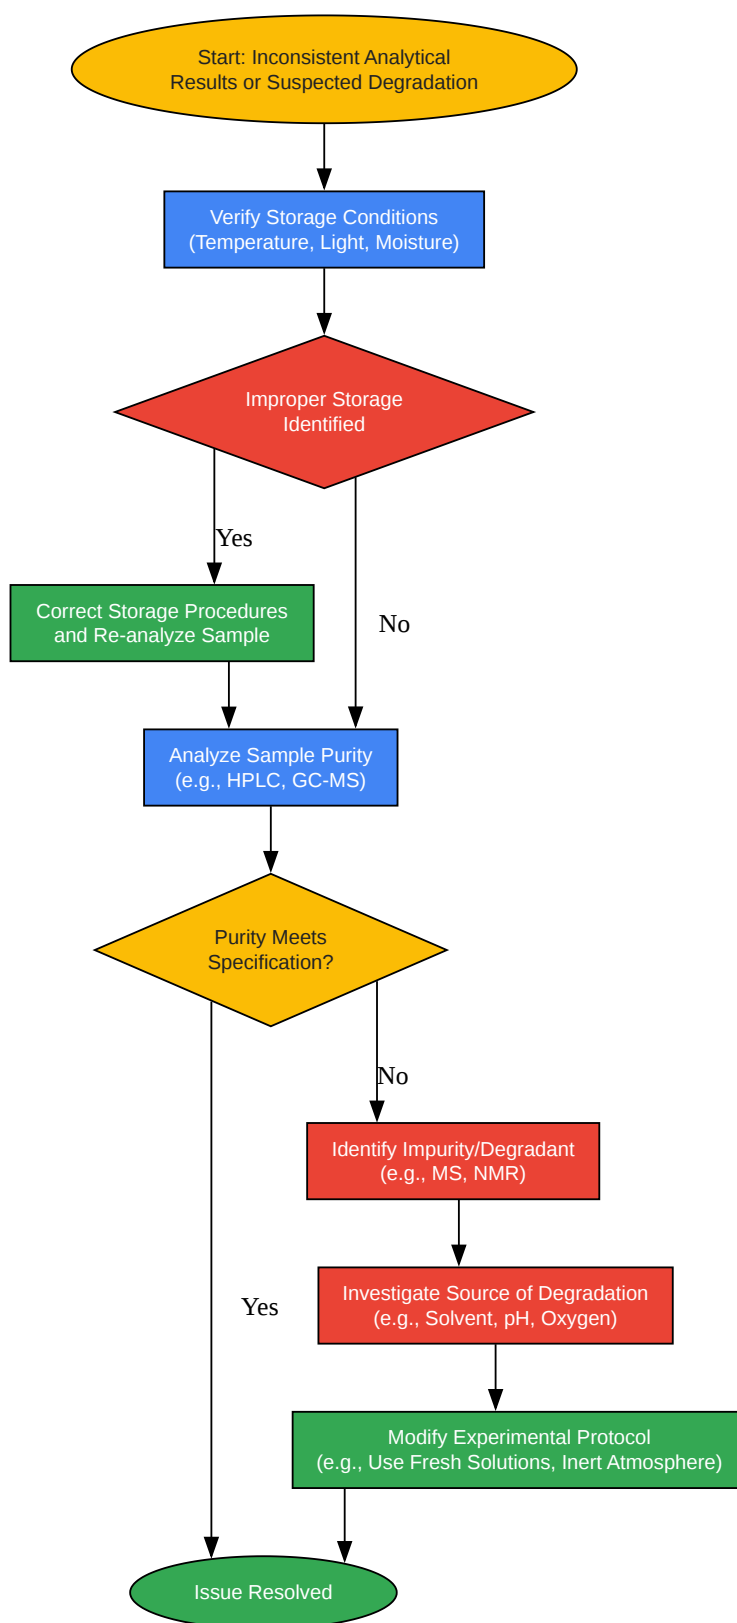 Start: Inconsistent Analytical
Results or Suspected Degradation
Verify Storage Conditions
(Temperature, Light, Moisture)
Improper Storage
Identified
Yes
Correct Storage Procedures
and Re-analyze Sample
No
Analyze Sample Purity
(e.g., HPLC, GC-MS)
Purity Meets
Specification?
No
Identify Impurity/Degradant
(e.g., MS, NMR)
Investigate Source of Degradation
(e.g., Solvent, pH, Oxygen)
Yes
Modify Experimental Protocol
(e.g., Use Fresh Solutions, Inert Atmosphere)
Issue Resolved